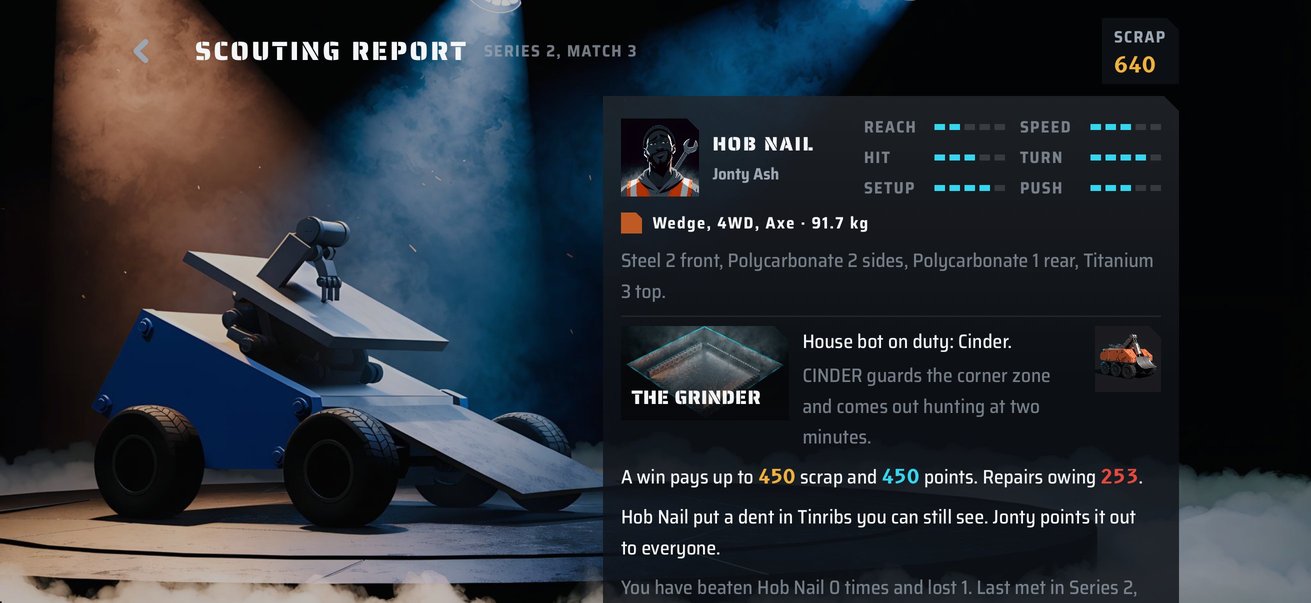 SCOUTING REPORT SERIES 2, MATCH 3
SCRAP
640
HOB NAIL
Jonty Ash
REACH
SPEED
HIT
TURN
SETUP
PUSH
Wedge, 4WD, Axe · 91.7 kg
Steel 2 front, Polycarbonate 2 sides, Polycarbonate 1 rear, Titanium
3 top.
THE GRINDER
House bot on duty: Cinder.
CINDER guards the corner zone
and comes out hunting at two
minutes.
A win pays up to 450 scrap and 450 points. Repairs owing 253.
Hob Nail put a dent in Tinribs you can still see. Jonty points it out
to everyone.
You have beaten Hob Nail 0 times and lost 1. Last met in Series 2,